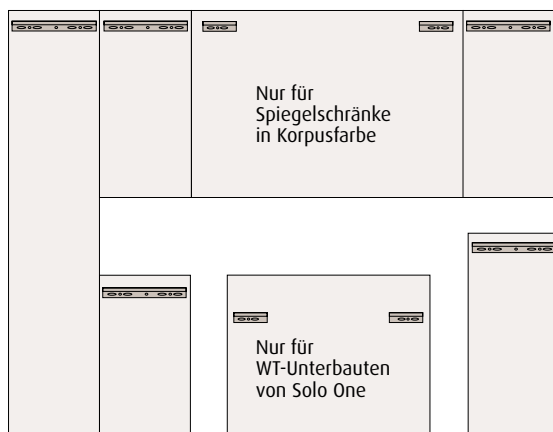 Nur für
Spiegelschränke
in Korpusfarbe
Nur für
WT-Unterbauten
von Solo One